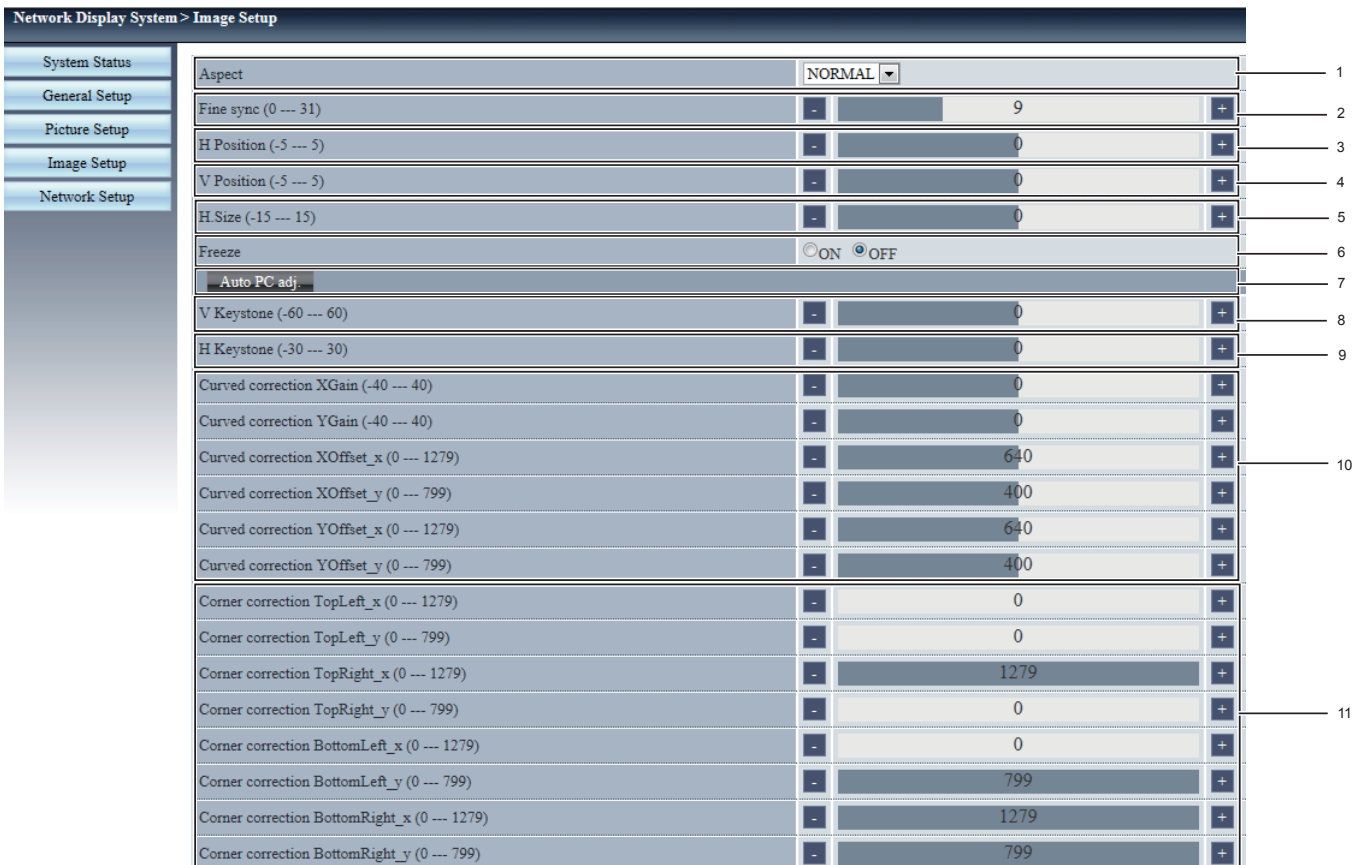 Network Display System > Image Setup
System Status
General Setup
Picture Setup
Image Setup
Network Setup
Aspect NORMAL 1
Fine sync (0 --- 31) - 9 + 2
H Position (-5 --- 5) - 0 + 3
V Position (-5 --- 5) - 0 + 4
H.Size (-15 --- 15) - 0 + 5
Freeze ON OFF 6
Auto PC adj. 7
V Keystone (-60 --- 60) - 0 + 8
H Keystone (-30 --- 30) - 0 + 9
Curved correction XGain (-40 --- 40) - 0 +
Curved correction YGain (-40 --- 40) - 0 +
Curved correction XOffset_x (0 --- 1279) - 640 + 10
Curved correction XOffset_y (0 --- 799) - 400 +
Curved correction YOffset_x (0 --- 1279) - 640 +
Curved correction YOffset_y (0 --- 799) - 400 +
Corner correction TopLeft_x (0 --- 1279) - 0 +
Corner correction TopLeft_y (0 --- 799) - 0 +
Corner correction TopRight_x (0 --- 1279) - 1279 +
Corner correction TopRight_y (0 --- 799) - 0 + 11
Corner correction BottomLeft_x (0 --- 1279) - 0 +
Corner correction BottomLeft_y (0 --- 799) - 799 +
Corner correction BottomRight_x (0 --- 1279) - 1279 +
Corner correction BottomRight_y (0 --- 799) - 799 +